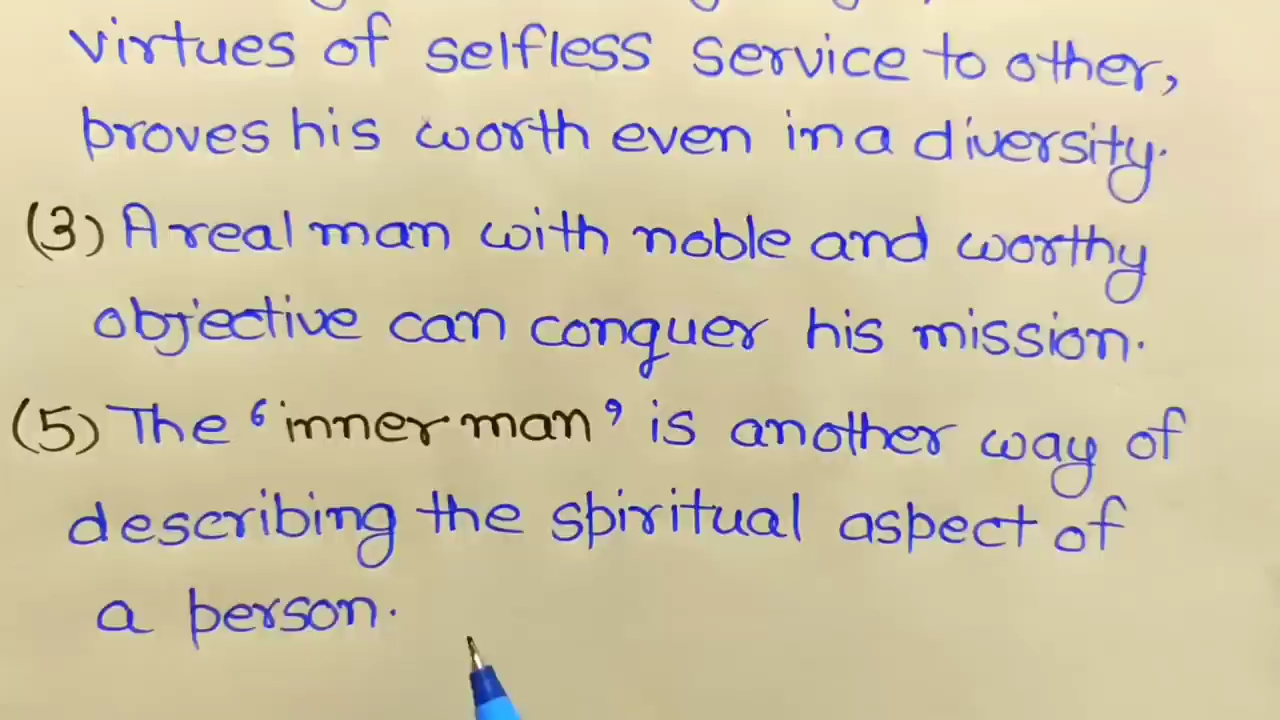 virtues of selfless service to other,
proves his worth even in a diversity.
(3) A real man with noble and worthy
objective can conquer his mission.
(5) The 'inner man' is another way of
describing the spiritual aspect of
a person.